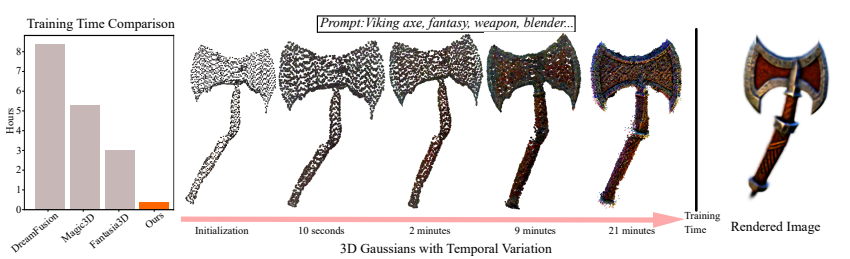 Training Time Comparison
Prompt:Viking axe, fantasy, weapon, blender...
Hours
8
7
6
5
4
3
2
1
0
DreamFusion
Magic3D
Fantasia3D
Ours
Initialization
10 seconds
2 minutes
9 minutes
21 minutes
Training
Time
3D Gaussians with Temporal Variation
Rendered Image